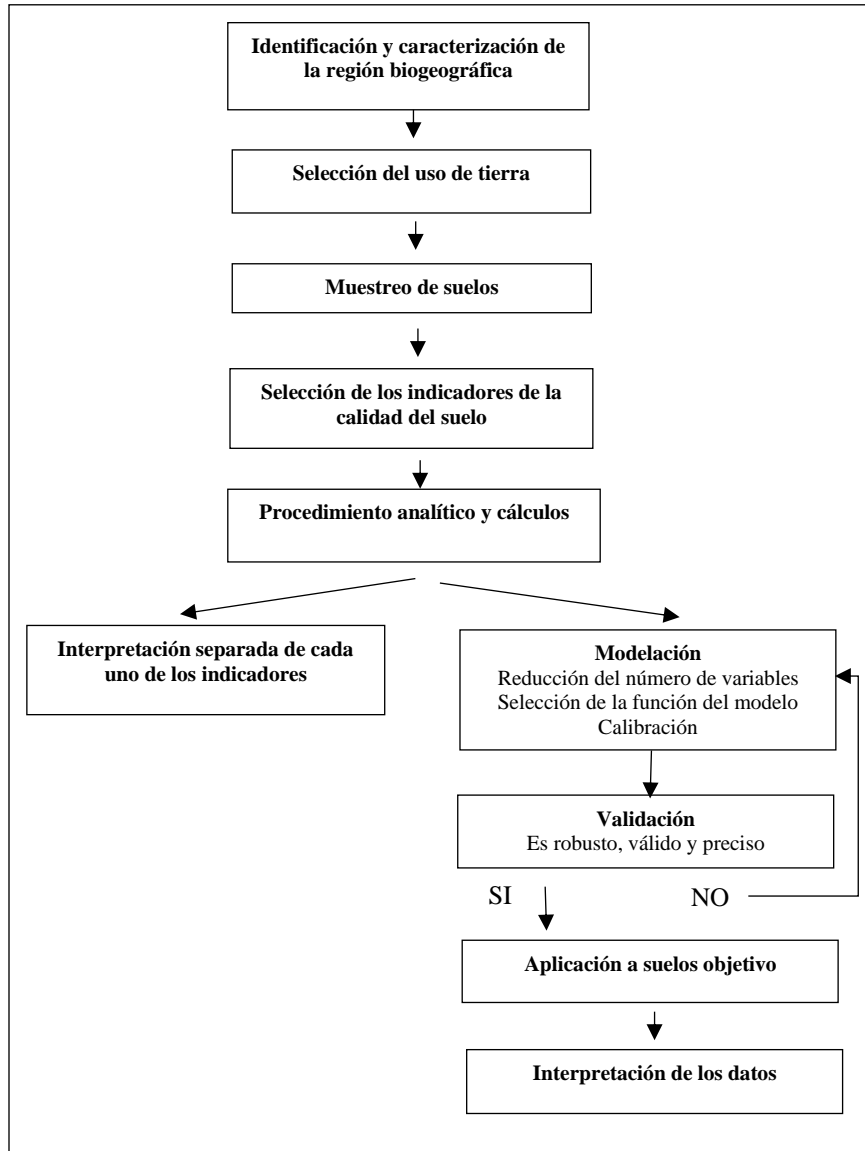 Identificación y caracterización de
la región biogeográfica
Selección del uso de tierra
Muestreo de suelos
Selección de los indicadores de la
calidad del suelo
Procedimiento analítico y cálculos
Interpretación separada de cada
uno de los indicadores
Modelación
Reducción del número de variables
Selección de la función del modelo
Calibración
Validación
Es robusto, válido y preciso
SI
NO
Aplicación a suelos objetivo
Interpretación de los datos